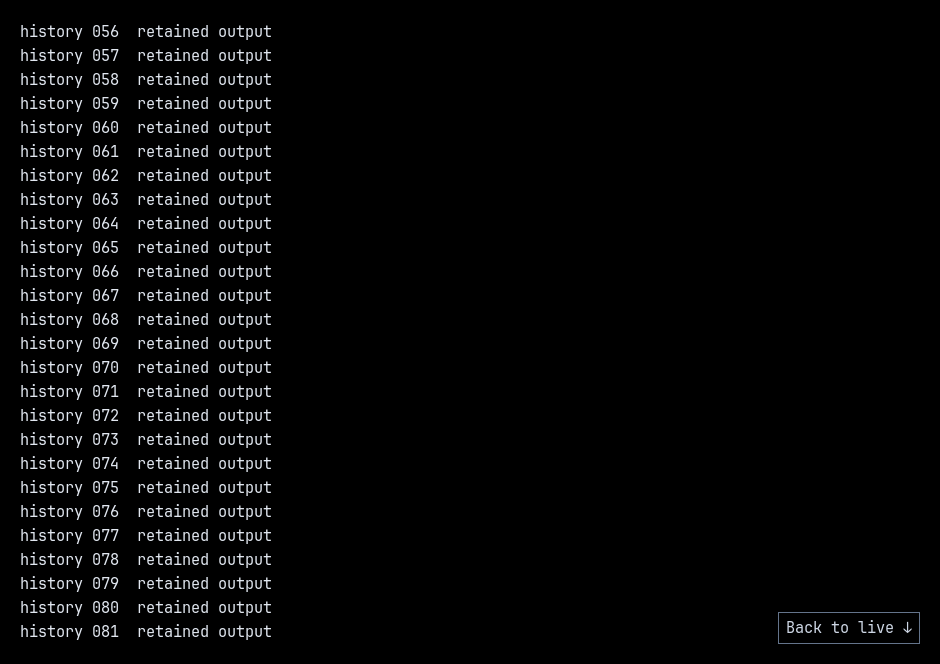 history 056  retained output
history 057  retained output
history 058  retained output
history 059  retained output
history 060  retained output
history 061  retained output
history 062  retained output
history 063  retained output
history 064  retained output
history 065  retained output
history 066  retained output
history 067  retained output
history 068  retained output
history 069  retained output
history 070  retained output
history 071  retained output
history 072  retained output
history 073  retained output
history 074  retained output
history 075  retained output
history 076  retained output
history 077  retained output
history 078  retained output
history 079  retained output
history 080  retained output
history 081  retained output
Back to live ↓